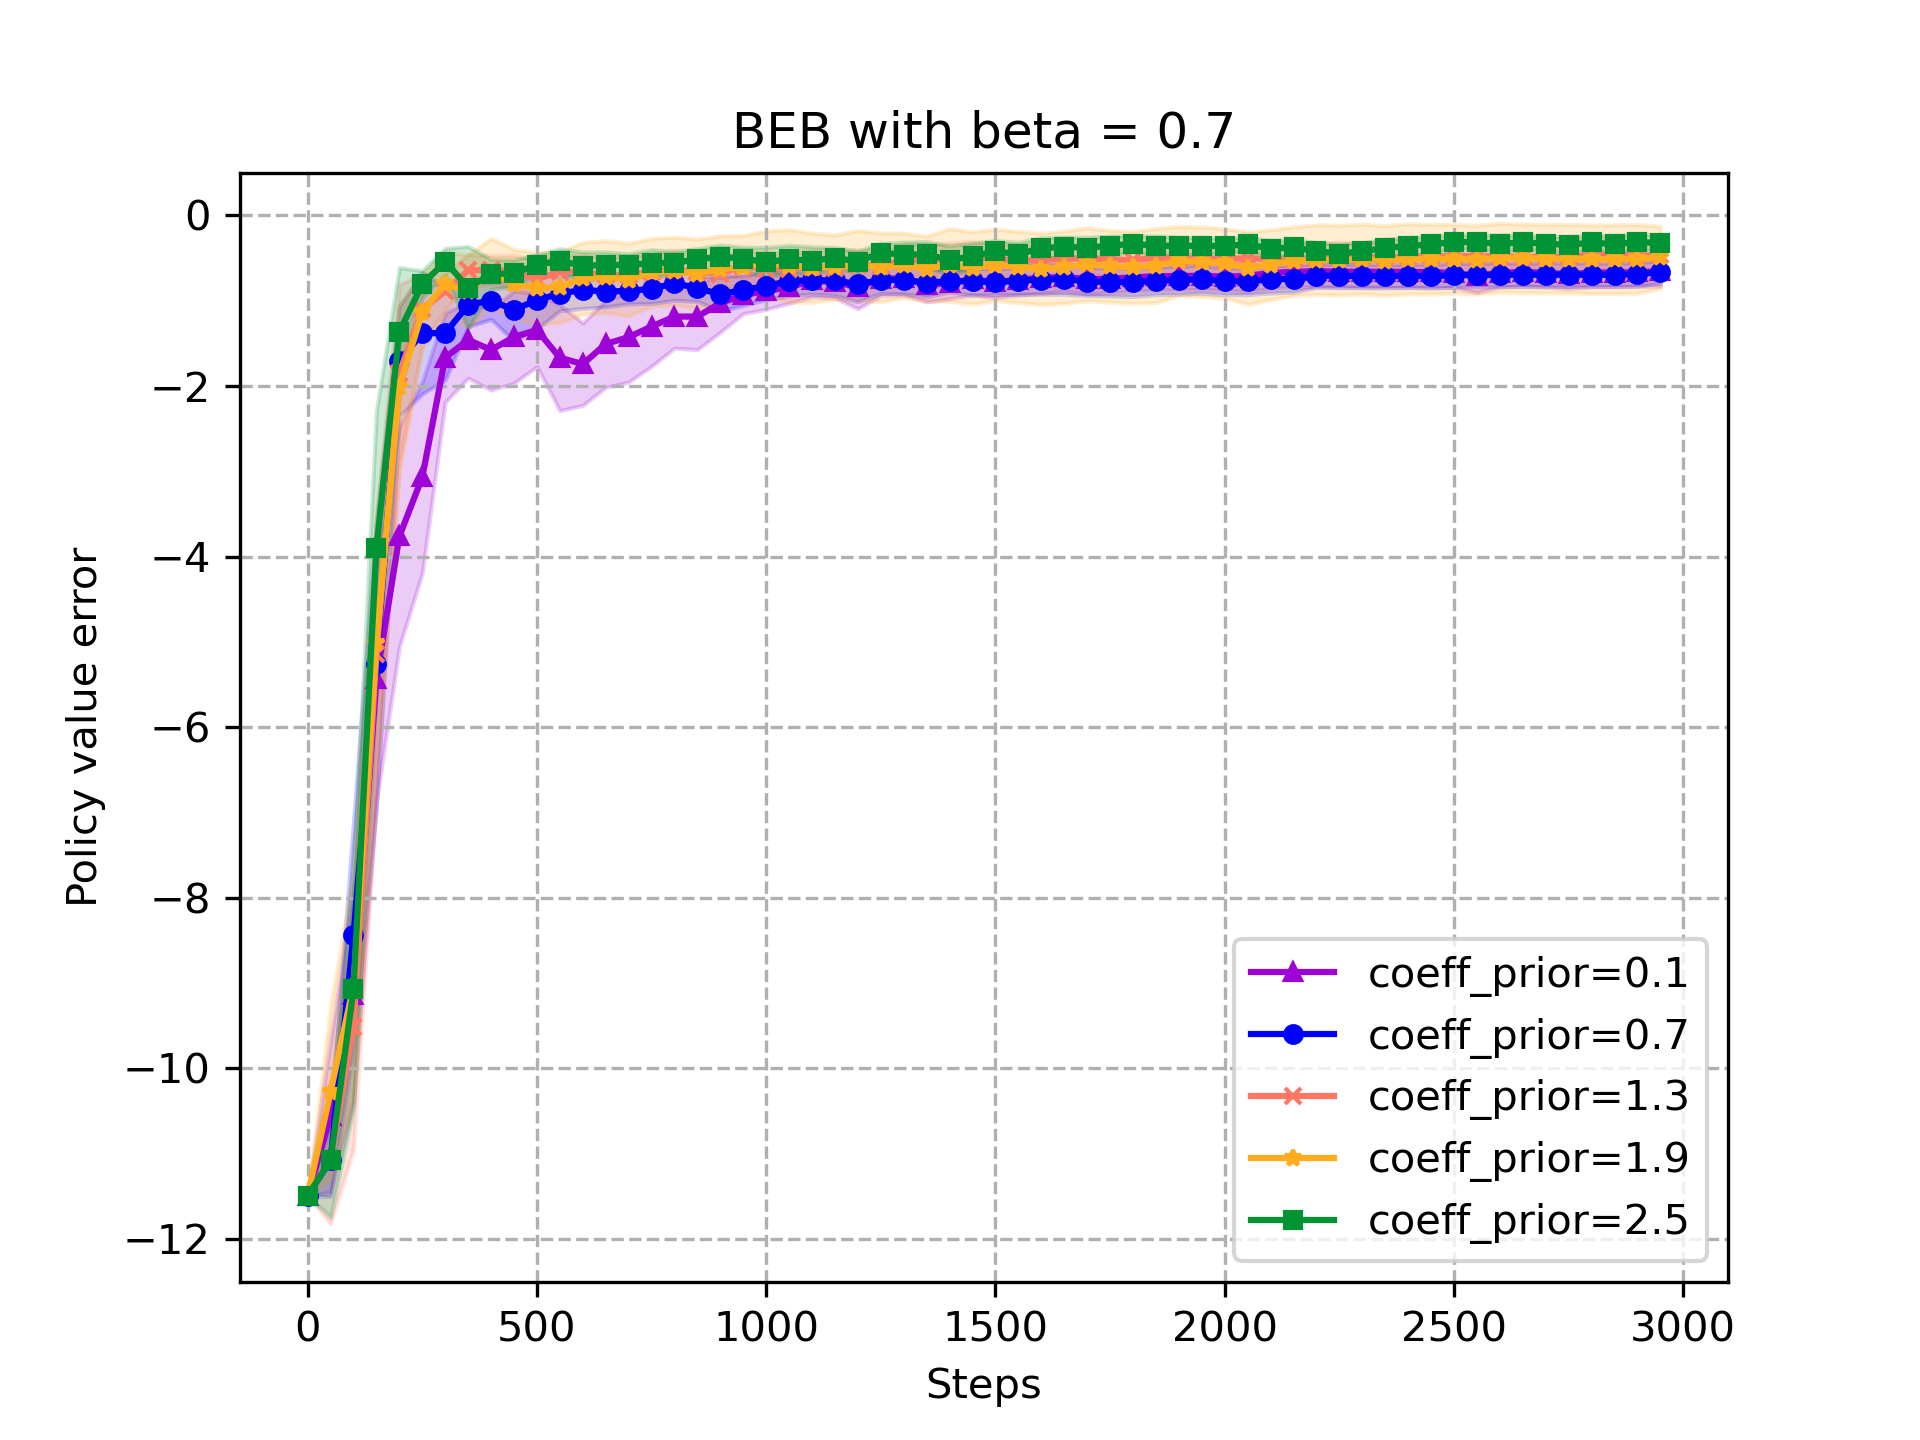 BEB with beta = 0.7
Policy value error
0
−2
−4
−6
−8
−10
−12
coeff_prior=0.1
coeff_prior=0.7
coeff_prior=1.3
coeff_prior=1.9
coeff_prior=2.5
0 500 1000 1500 2000 2500 3000
Steps